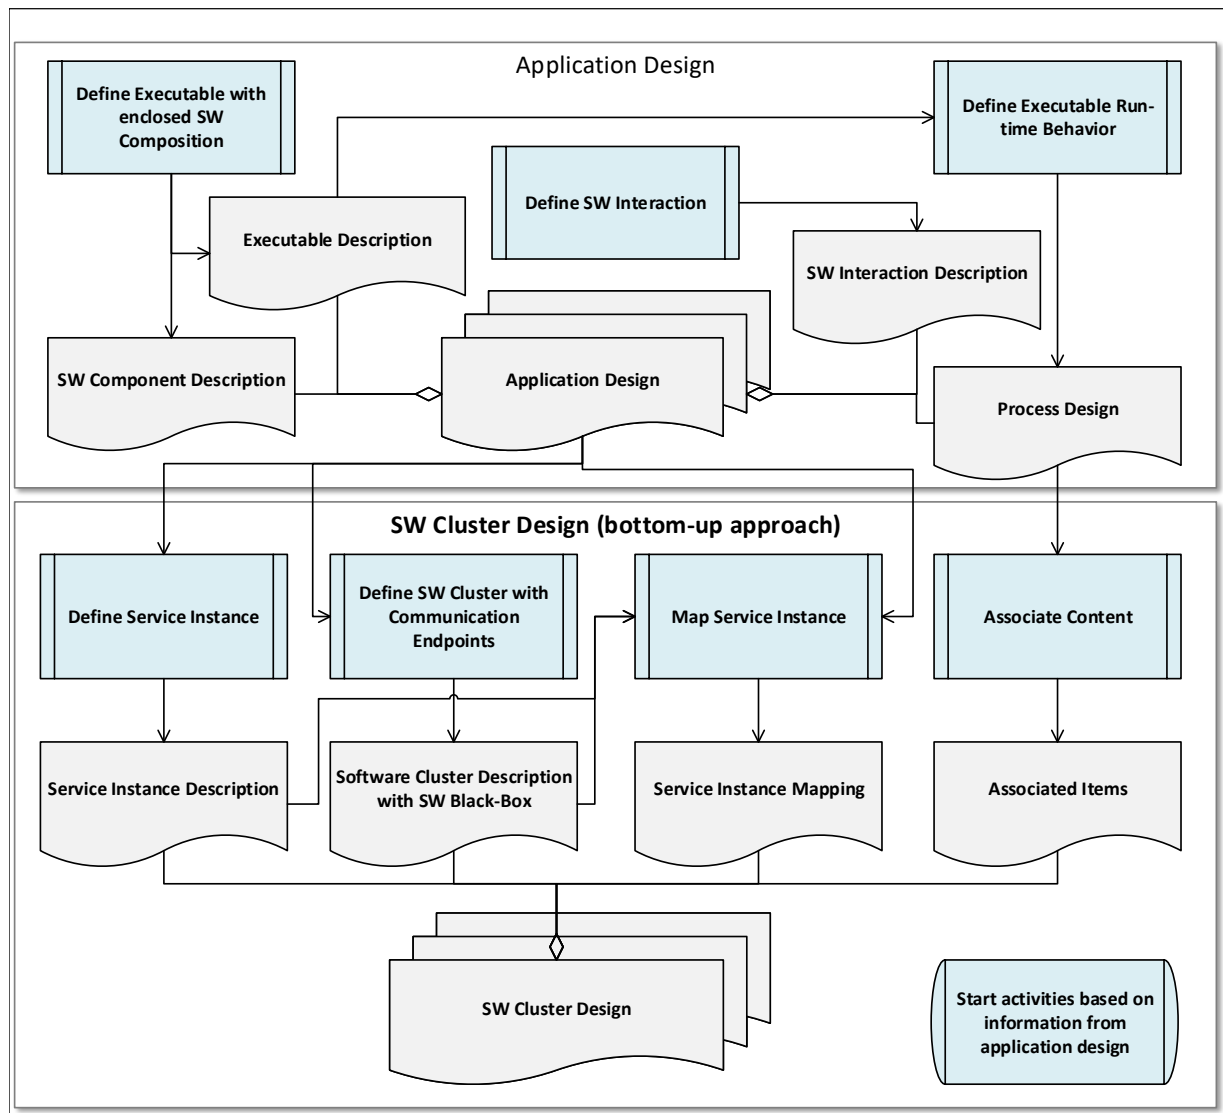 Application Design
Define Executable with
enclosed SW
Composition
Define Executable Run-
time Behavior
Define SW Interaction
Executable Description
SW Interaction Description
SW Component Description
Application Design
Process Design
SW Cluster Design (bottom-up approach)
Define Service Instance
Define SW Cluster with
Communication
Endpoints
Map Service Instance
Associate Content
Service Instance Description
Software Cluster Description
with SW Black-Box
Service Instance Mapping
Associated Items
SW Cluster Design
Start activities based on
information from
application design